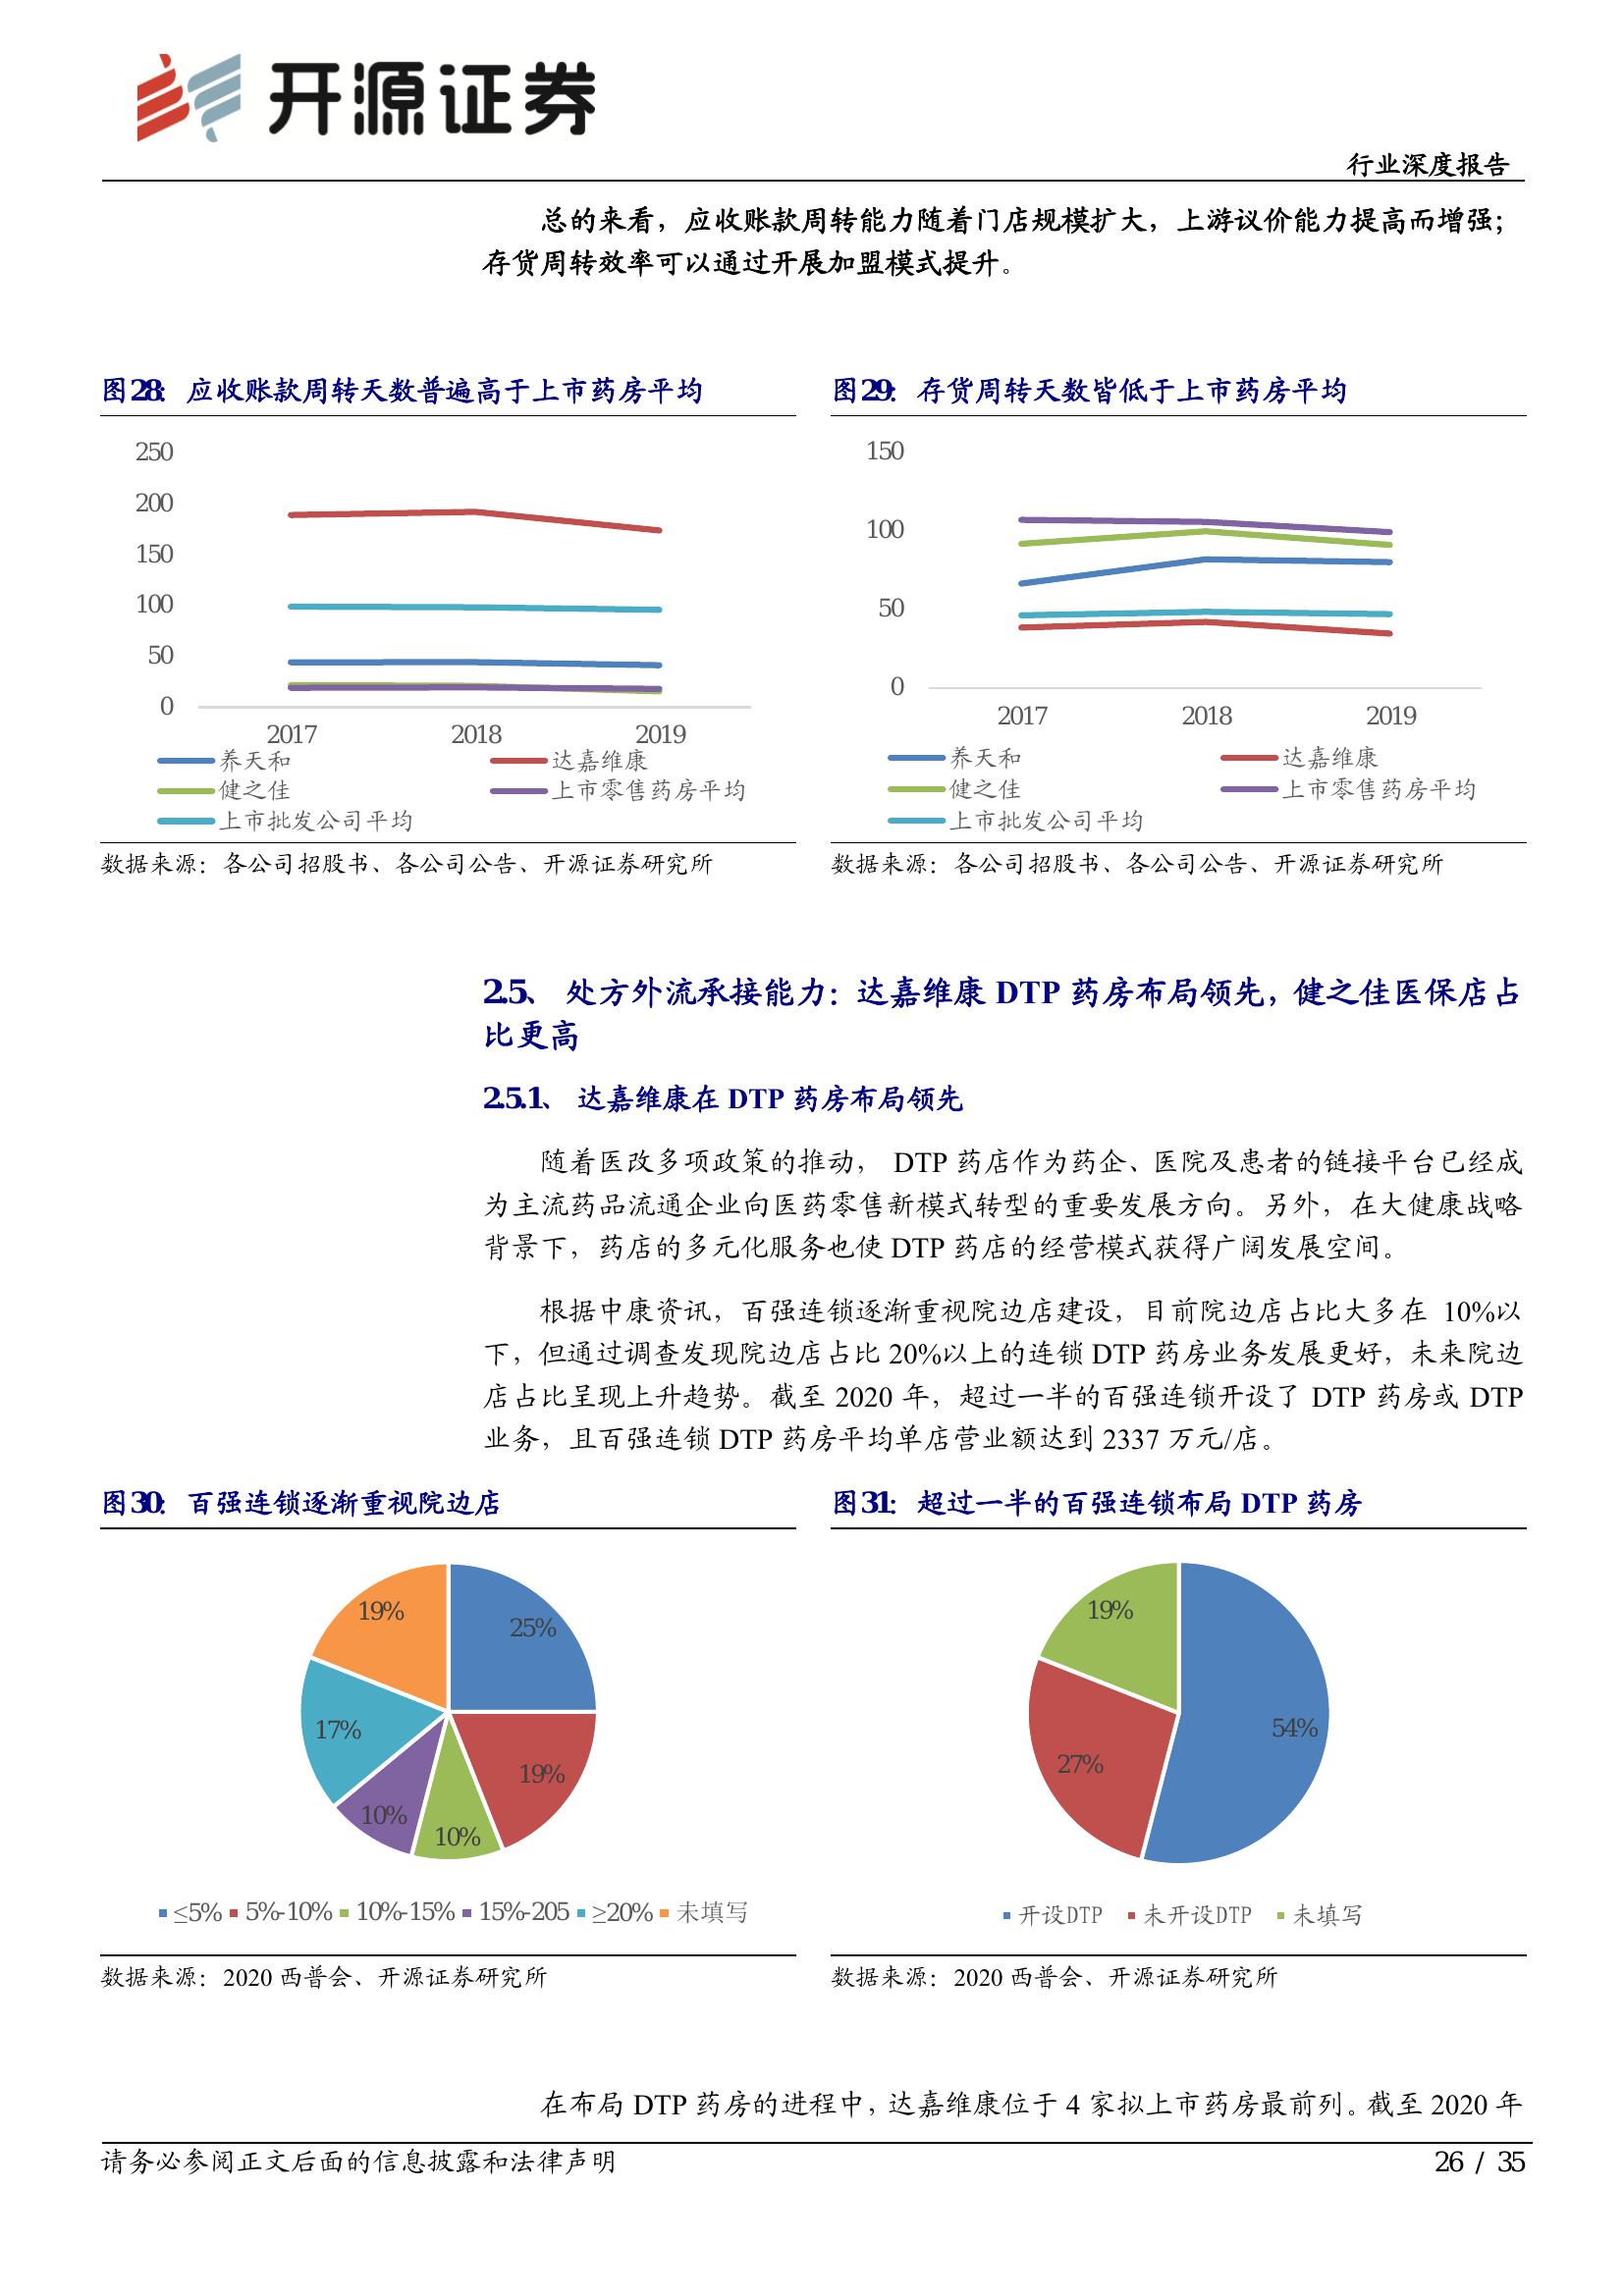 开源证券
行业深度报告
总的来看，应收账款周转能力随着门店规模扩大，上游议价能力提高而增强；
存货周转效率可以通过开展加盟模式提升。
图28： 应收账款周转天数普遍高于上市药房平均
250
200
150
100
50
0
2017 2018 2019
养天和 达嘉维康
健之佳 上市零售药房平均
上市批发公司平均
数据来源：各公司招股书、各公司公告、开源证券研究所
图29： 存货周转天数皆低于上市药房平均
150
100
50
0
2017 2018 2019
养天和 达嘉维康
健之佳 上市零售药房平均
上市批发公司平均
数据来源：各公司招股书、各公司公告、开源证券研究所
2.5、 处方外流承接能力：达嘉维康 DTP 药房布局领先，健之佳医保店占
比更高
2.5.1、 达嘉维康在 DTP 药房布局领先
随着医改多项政策的推动， DTP 药店作为药企、医院及患者的链接平台已经成
为主流药品流通企业向医药零售新模式转型的重要发展方向。另外，在大健康战略
背景下，药店的多元化服务也使 DTP 药店的经营模式获得广阔发展空间。
根据中康资讯，百强连锁逐渐重视院边店建设，目前院边店占比大多在 10%以
下，但通过调查发现院边店占比 20%以上的连锁 DTP 药房业务发展更好，未来院边
店占比呈现上升趋势。截至 2020 年，超过一半的百强连锁开设了 DTP 药房或 DTP
业务，且百强连锁 DTP 药房平均单店营业额达到 2337 万元/店。
图30： 百强连锁逐渐重视院边店
25%
19%
10%
10%
17%
19%
≤5% 5%-10% 10%-15% 15%-205 ≥20% 未填写
数据来源：2020 西普会、开源证券研究所
图31： 超过一半的百强连锁布局 DTP 药房
54%
27%
19%
开设DTP 未开设DTP 未填写
数据来源：2020 西普会、开源证券研究所
在布局 DTP 药房的进程中，达嘉维康位于 4 家拟上市药房最前列。截至 2020 年
请务必参阅正文后面的信息披露和法律声明
26 / 35